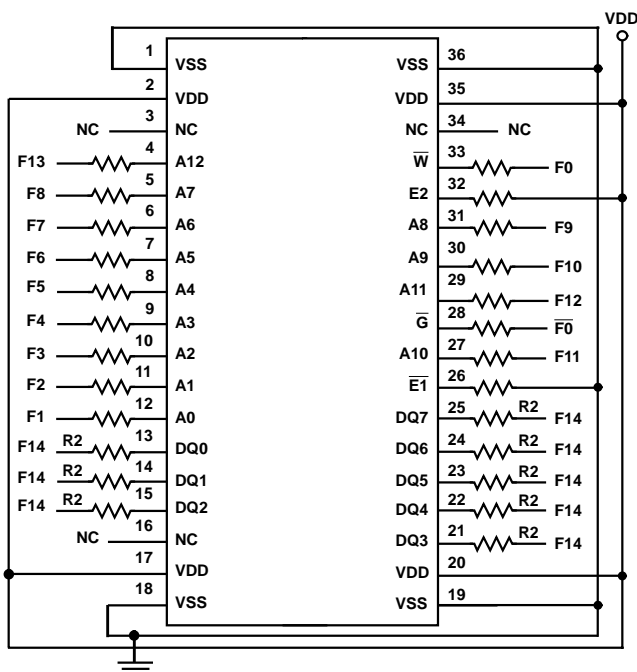 VDD
1 VSS VSS 36
2 VDD VDD 35
NC 3 NC NC 34 NC
F13 4 A12 W̅ 33 F0
F8 5 A7 E2 32
F7 6 A6 A8 31 F9
F6 7 A5 A9 30 F10
F5 8 A4 A11 29 F12
F4 9 A3 G̅ 28 F̅0̅
F3 10 A2 A10 27 F11
F2 11 A1 E̅1̅ 26
F1 12 A0 DQ7 25 R2 F14
F14 R2 13 DQ0 DQ6 24 R2 F14
F14 R2 14 DQ1 DQ5 23 R2 F14
F14 R2 15 DQ2 DQ4 22 R2 F14
NC 16 NC DQ3 21 R2 F14
17 VDD VDD 20
18 VSS VSS 19